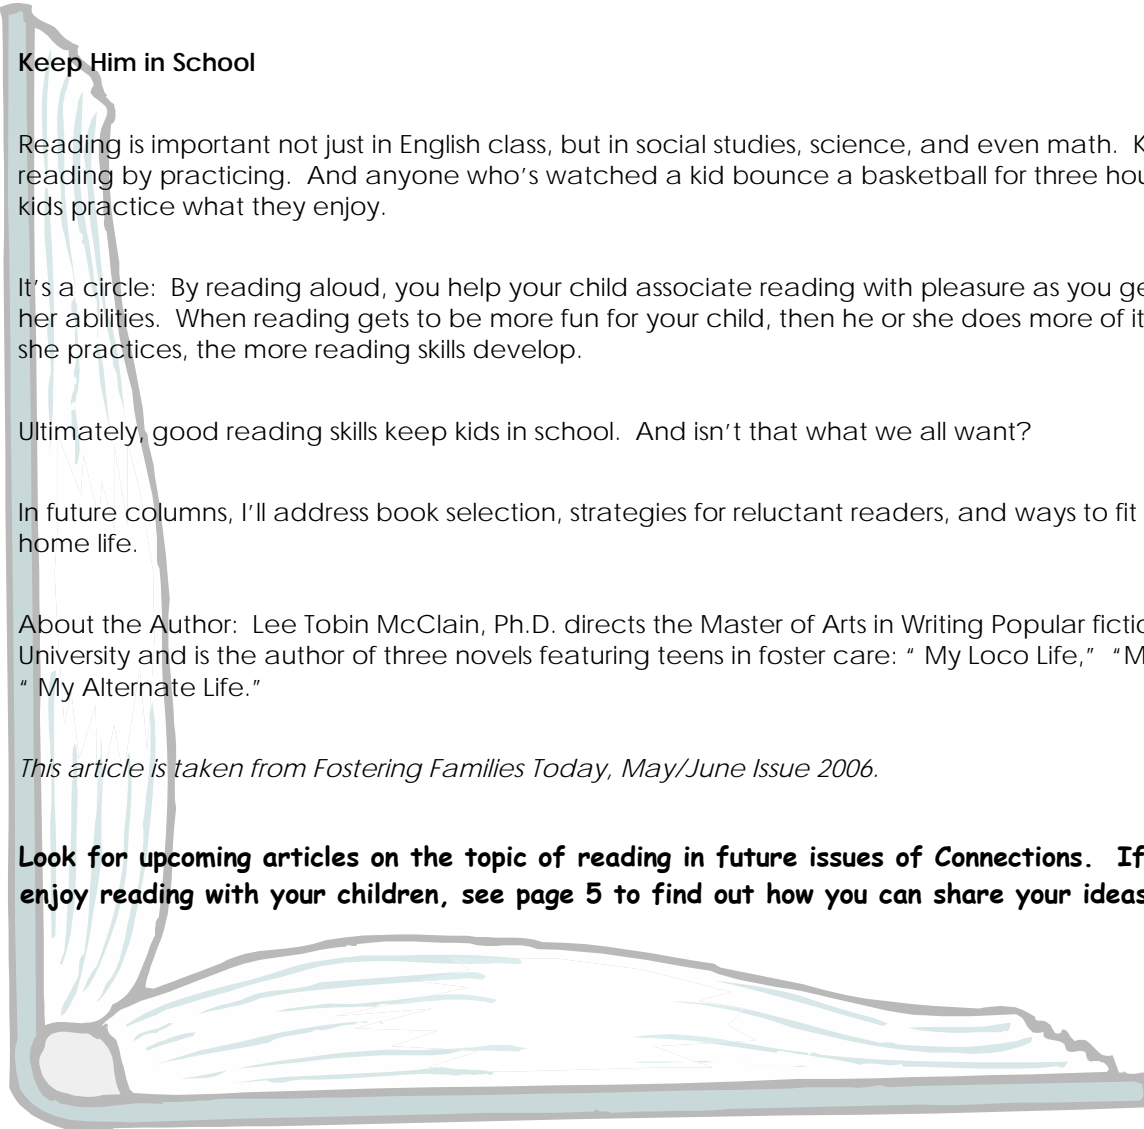 Keep Him in School
Reading is important not just in English class, but in social studies, science, and even math.  K
reading by practicing.  And anyone who's watched a kid bounce a basketball for three hou
kids practice what they enjoy.
It's a circle:  By reading aloud, you help your child associate reading with pleasure as you ge
her abilities.  When reading gets to be more fun for your child, then he or she does more of it
she practices, the more reading skills develop.
Ultimately, good reading skills keep kids in school.  And isn't that what we all want?
In future columns, I'll address book selection, strategies for reluctant readers, and ways to fit
home life.
About the Author:  Lee Tobin McClain, Ph.D. directs the Master of Arts in Writing Popular fictio
University and is the author of three novels featuring teens in foster care: “ My Loco Life,”  “M
“ My Alternate Life.”
This article is taken from Fostering Families Today, May/June Issue 2006.
Look for upcoming articles on the topic of reading in future issues of Connections.  If
enjoy reading with your children, see page 5 to find out how you can share your ideas